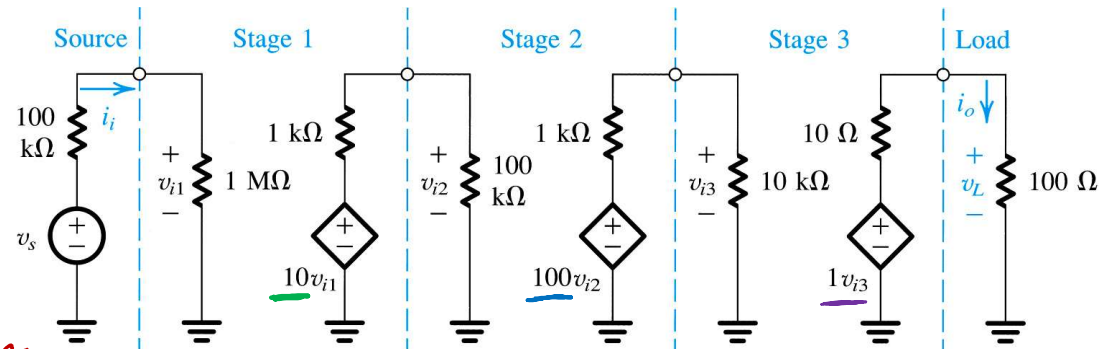 Source
Stage 1
Stage 2
Stage 3
Load
100
kΩ
i_i
v_s
+
−
+
v_i1
−
1 MΩ
1 kΩ
+
−
10v_i1
+
v_i2
−
100
kΩ
1 kΩ
+
−
100v_i2
+
v_i3
−
10 kΩ
10 Ω
+
−
1v_i3
i_o
+
v_L
−
100 Ω